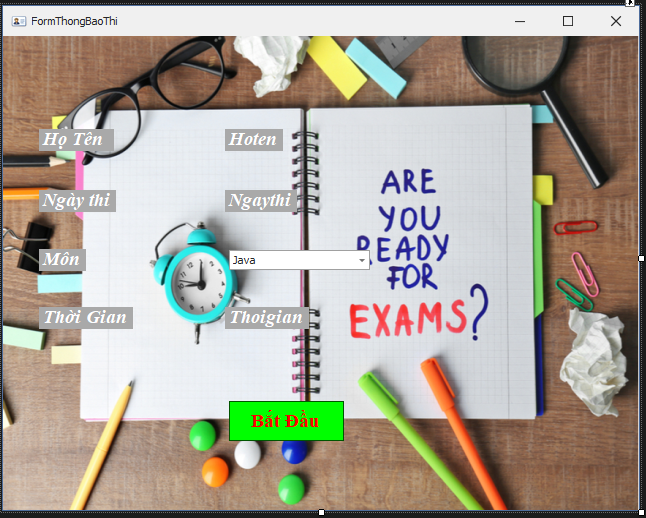 FormThongBaoThi
Họ Tên
Hoten
Ngày thi
Ngaythi
Môn
Java
Thời Gian
Thoigian
Bắt Đầu
ARE
YOU
READY
FOR
EXAMS?